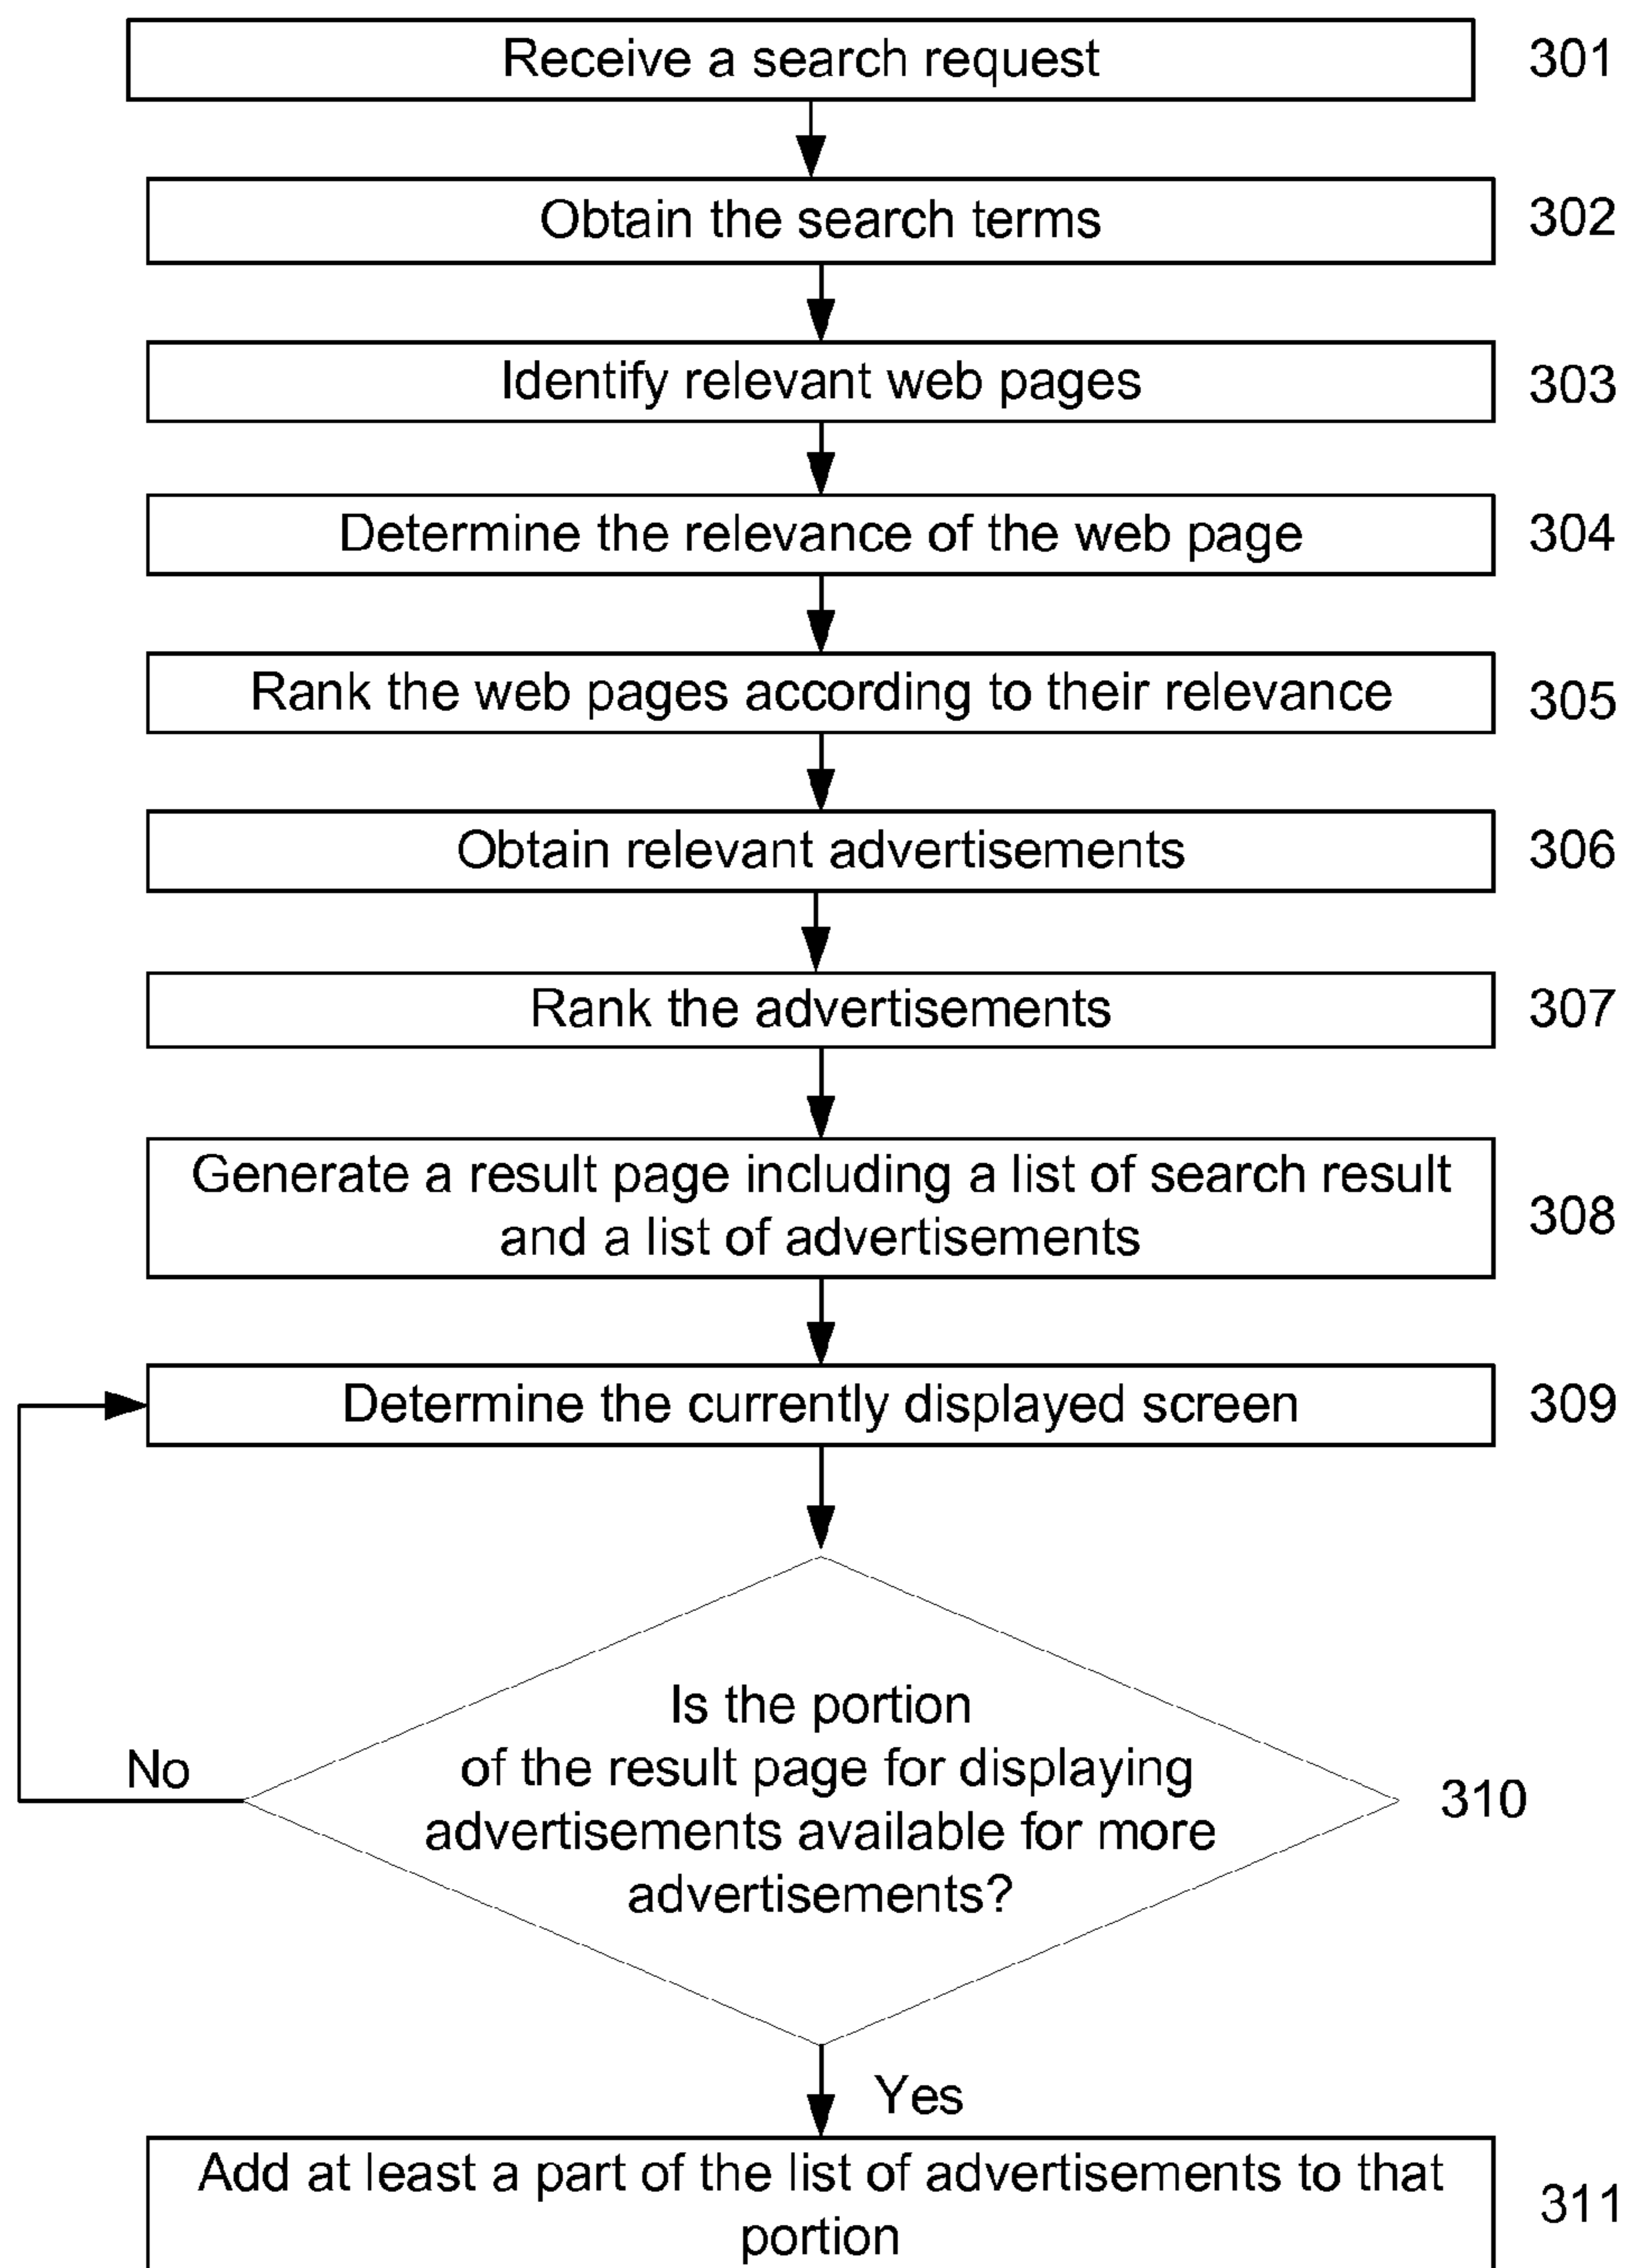 Receive a search request 301
Obtain the search terms 302
Identify relevant web pages 303
Determine the relevance of the web page 304
Rank the web pages according to their relevance 305
Obtain relevant advertisements 306
Rank the advertisements 307
Generate a result page including a list of search result
and a list of advertisements
308
Determine the currently displayed screen 309
Is the portion
of the result page for displaying
advertisements available for more
advertisements?
No
310
Yes
Add at least a part of the list of advertisements to that
portion
311